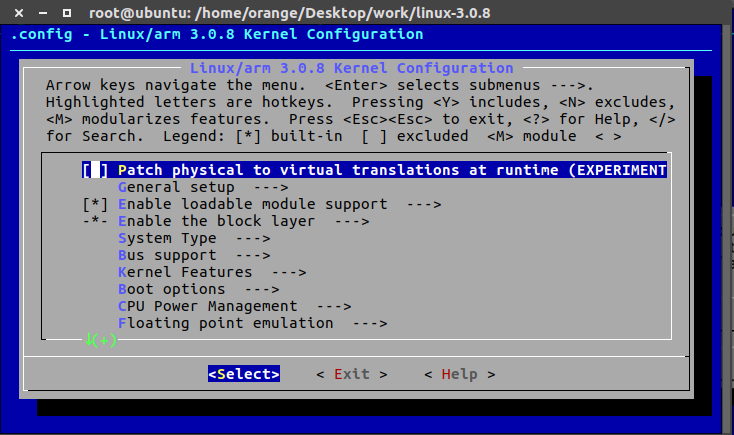 root@ubuntu: /home/orange/Desktop/work/linux-3.0.8
.config - Linux/arm 3.0.8 Kernel Configuration
Linux/arm 3.0.8 Kernel Configuration
Arrow keys navigate the menu.  <Enter> selects submenus --->.
Highlighted letters are hotkeys.  Pressing <Y> includes, <N> excludes,
<M> modularizes features.  Press <Esc><Esc> to exit, <?> for Help, </>
for Search.  Legend: [*] built-in  [ ] excluded  <M> module  < >
[ ] Patch physical to virtual translations at runtime (EXPERIMENT
General setup  --->
[*] Enable loadable module support  --->
-*- Enable the block layer  --->
System Type  --->
Bus support  --->
Kernel Features  --->
Boot options  --->
CPU Power Management  --->
Floating point emulation  --->
↓(+)
<Select>    < Exit >    < Help >